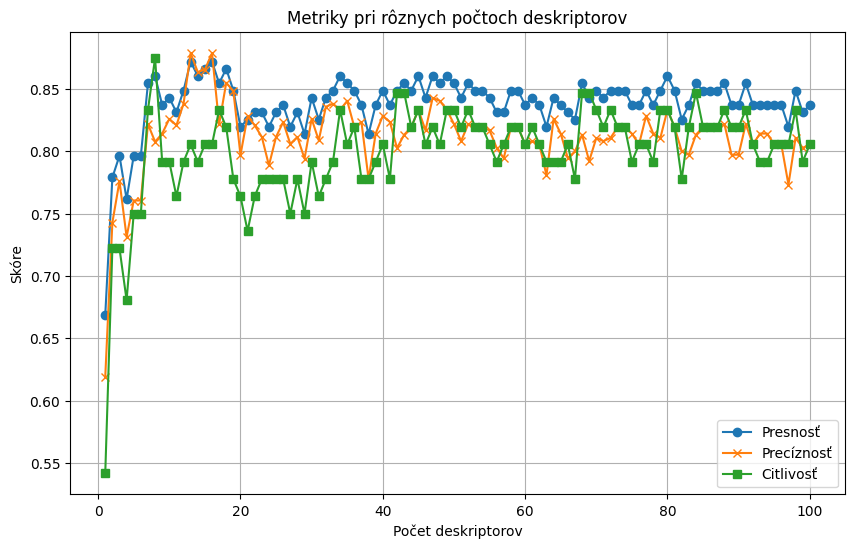 Metriky pri rôznych počtoch deskriptorov
Skóre
0.85
0.80
0.75
0.70
0.65
0.60
0.55
0
20
40
60
80
100
Počet deskriptorov
Presnosť
Precíznosť
Citlivosť